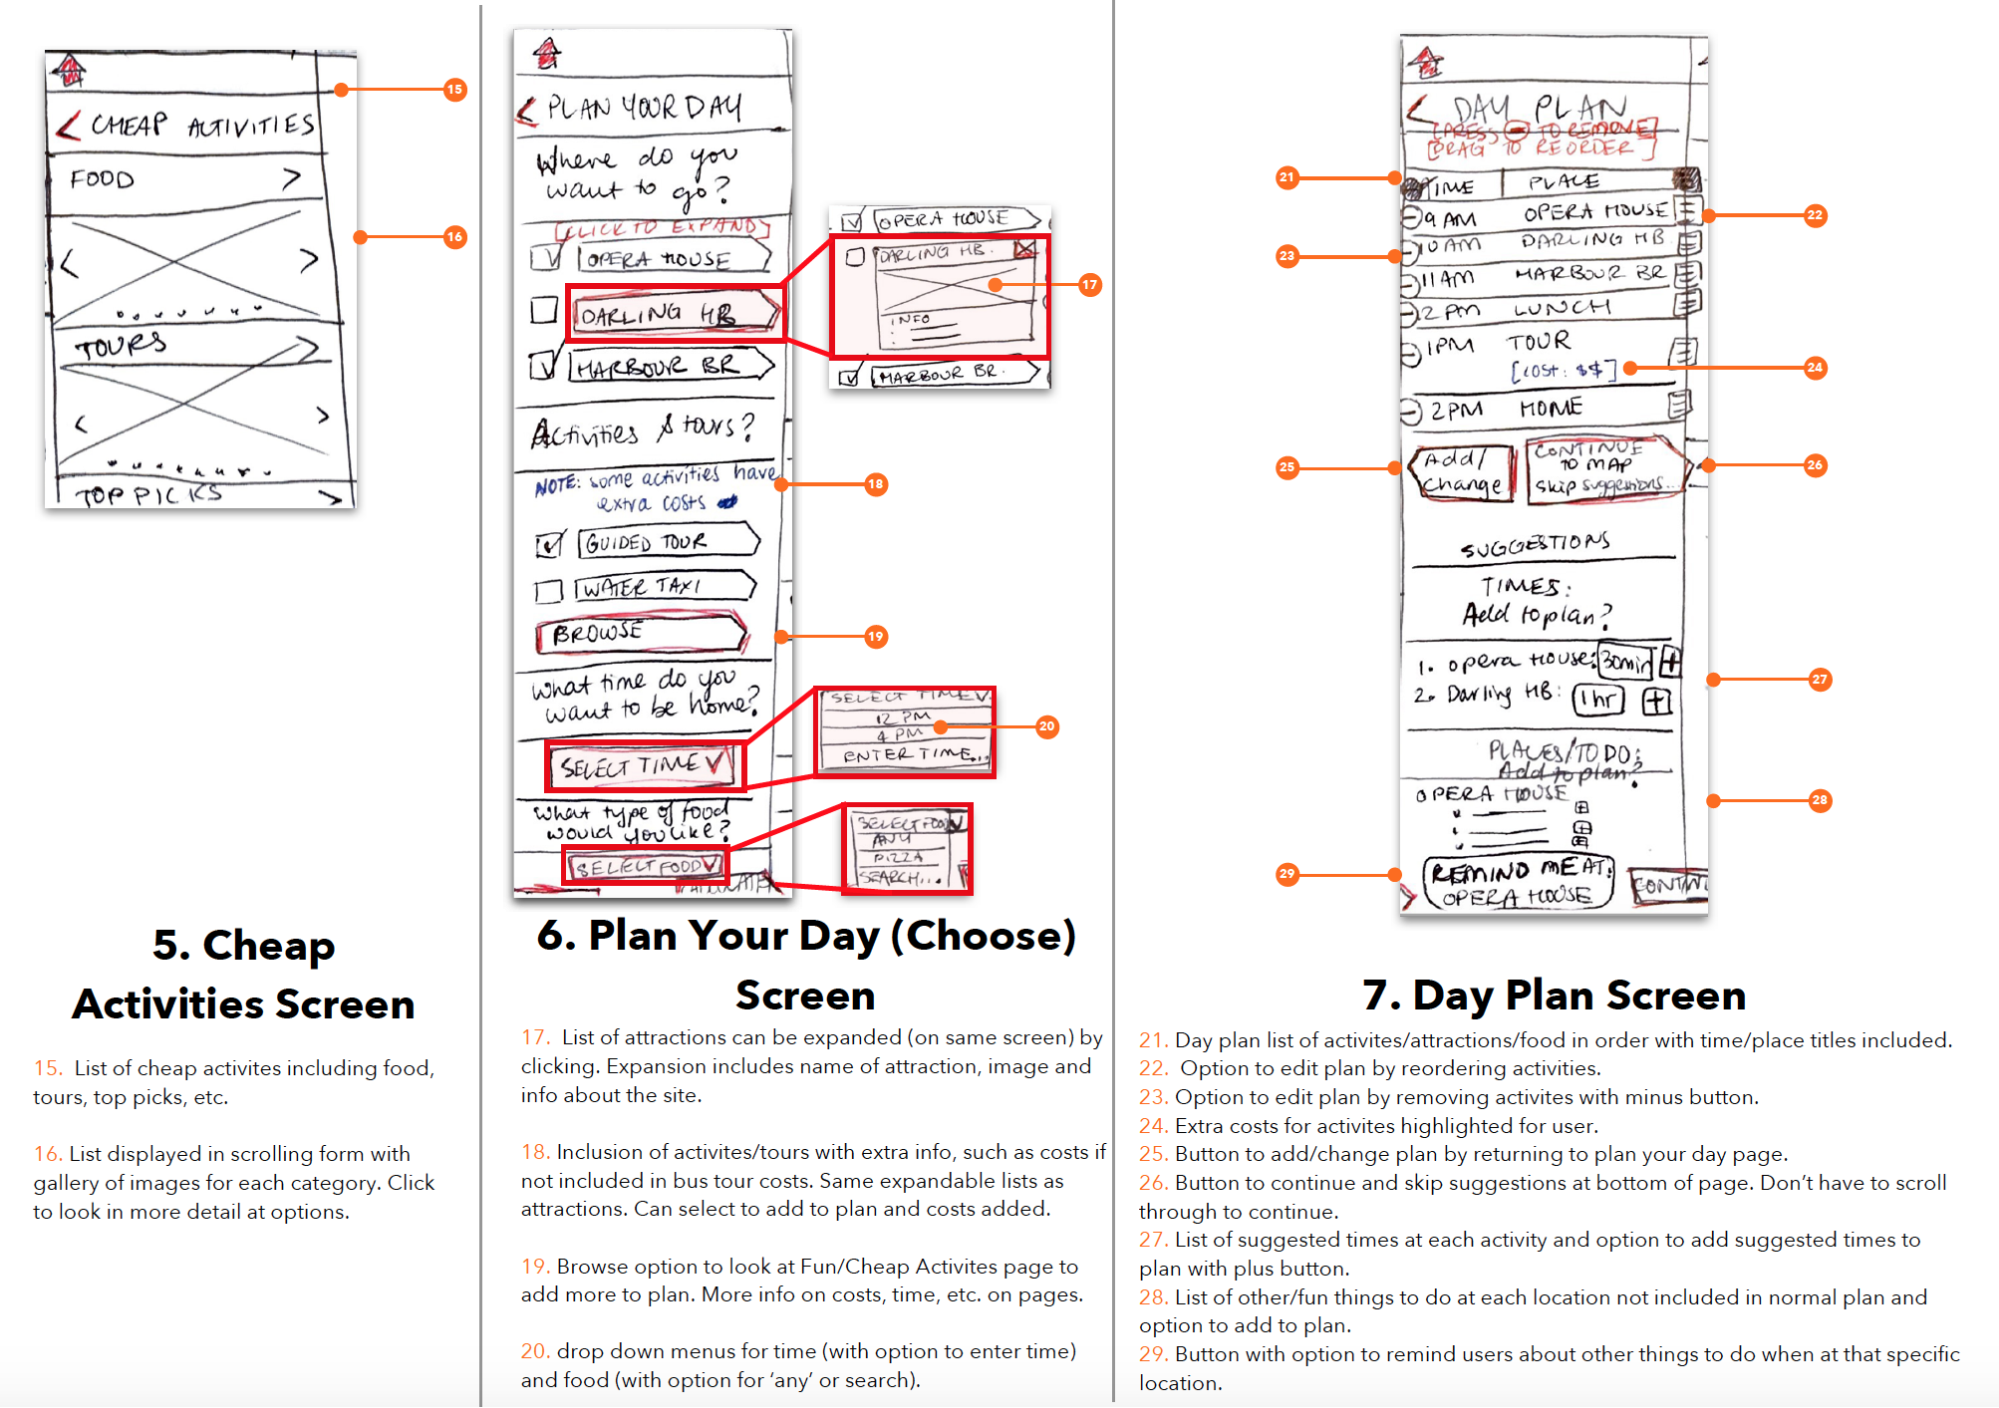 15
< CHEAP ACTIVITIES
FOOD >
16
< >
TOURS >
< >
TOP PICKS >
5. Cheap
Activities Screen
15. List of cheap activites including food,
tours, top picks, etc.
16. List displayed in scrolling form with
gallery of images for each category. Click
to look in more detail at options.
< PLAN YOUR DAY
Where do you
want to go?
[CLICK TO EXPAND]
OPERA HOUSE
DARLING HB
MARBOUR BR
OPERA HOUSE
DARLING HB.
17
INFO
MARBOUR BR.
Activities & tours?
NOTE: some activities have
extra costs
18
GUIDED TOUR
WATER TAXI
BROWSE
19
What time do you
want to be home?
SELECT TIME
SELECT TIME
12 PM
4 PM
ENTER TIME...
20
What type of food
would you like?
SELECT FOOD
SELECT FOOD
ANY
PIZZA
SEARCH...
6. Plan Your Day (Choose)
Screen
17. List of attractions can be expanded (on same screen) by
clicking. Expansion includes name of attraction, image and
info about the site.
18. Inclusion of activites/tours with extra info, such as costs if
not included in bus tour costs. Same expandable lists as
attractions. Can select to add to plan and costs added.
19. Browse option to look at Fun/Cheap Activites page to
add more to plan. More info on costs, time, etc. on pages.
20. drop down menus for time (with option to enter time)
and food (with option for ‘any’ or search).
< DAY PLAN
[PRESS - TO REMOVE]
[DRAG TO REORDER]
21
TIME PLACE
9 AM OPERA HOUSE
22
10 AM DARLING HB
23
11 AM HARBOUR BR
12 PM LUNCH
1PM TOUR
[COST: $$]
24
2PM HOME
25
Add/
Change
CONTINUE
TO MAP
Skip suggestions...
26
SUGGESTIONS
TIMES:
Add to plan?
1. Opera House: 30min +
2. Darling HB: 1 hr +
27
PLACES/TO DO:
Add to plan?
OPERA HOUSE
28
REMIND ME AT:
OPERA HOUSE
29
CONTIN
7. Day Plan Screen
21. Day plan list of activites/attractions/food in order with time/place titles included.
22. Option to edit plan by reordering activities.
23. Option to edit plan by removing activites with minus button.
24. Extra costs for activites highlighted for user.
25. Button to add/change plan by returning to plan your day page.
26. Button to continue and skip suggestions at bottom of page. Don’t have to scroll
through to continue.
27. List of suggested times at each activity and option to add suggested times to
plan with plus button.
28. List of other/fun things to do at each location not included in normal plan and
option to add to plan.
29. Button with option to remind users about other things to do when at that specific
location.